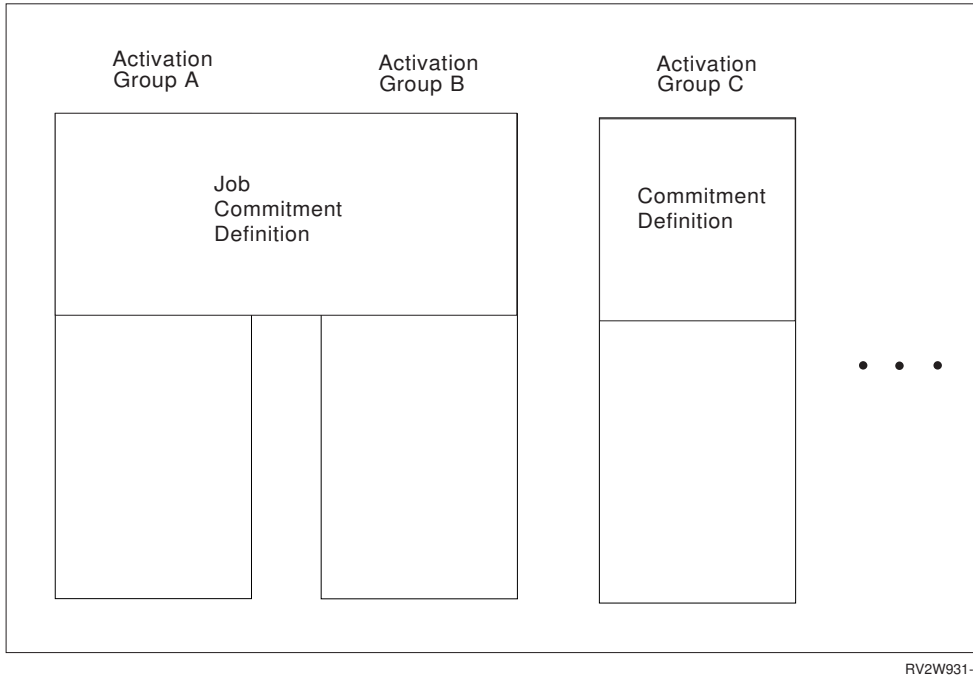 Activation
Group A
Activation
Group B
Activation
Group C
Job
Commitment
Definition
Commitment
Definition
RV2W931-